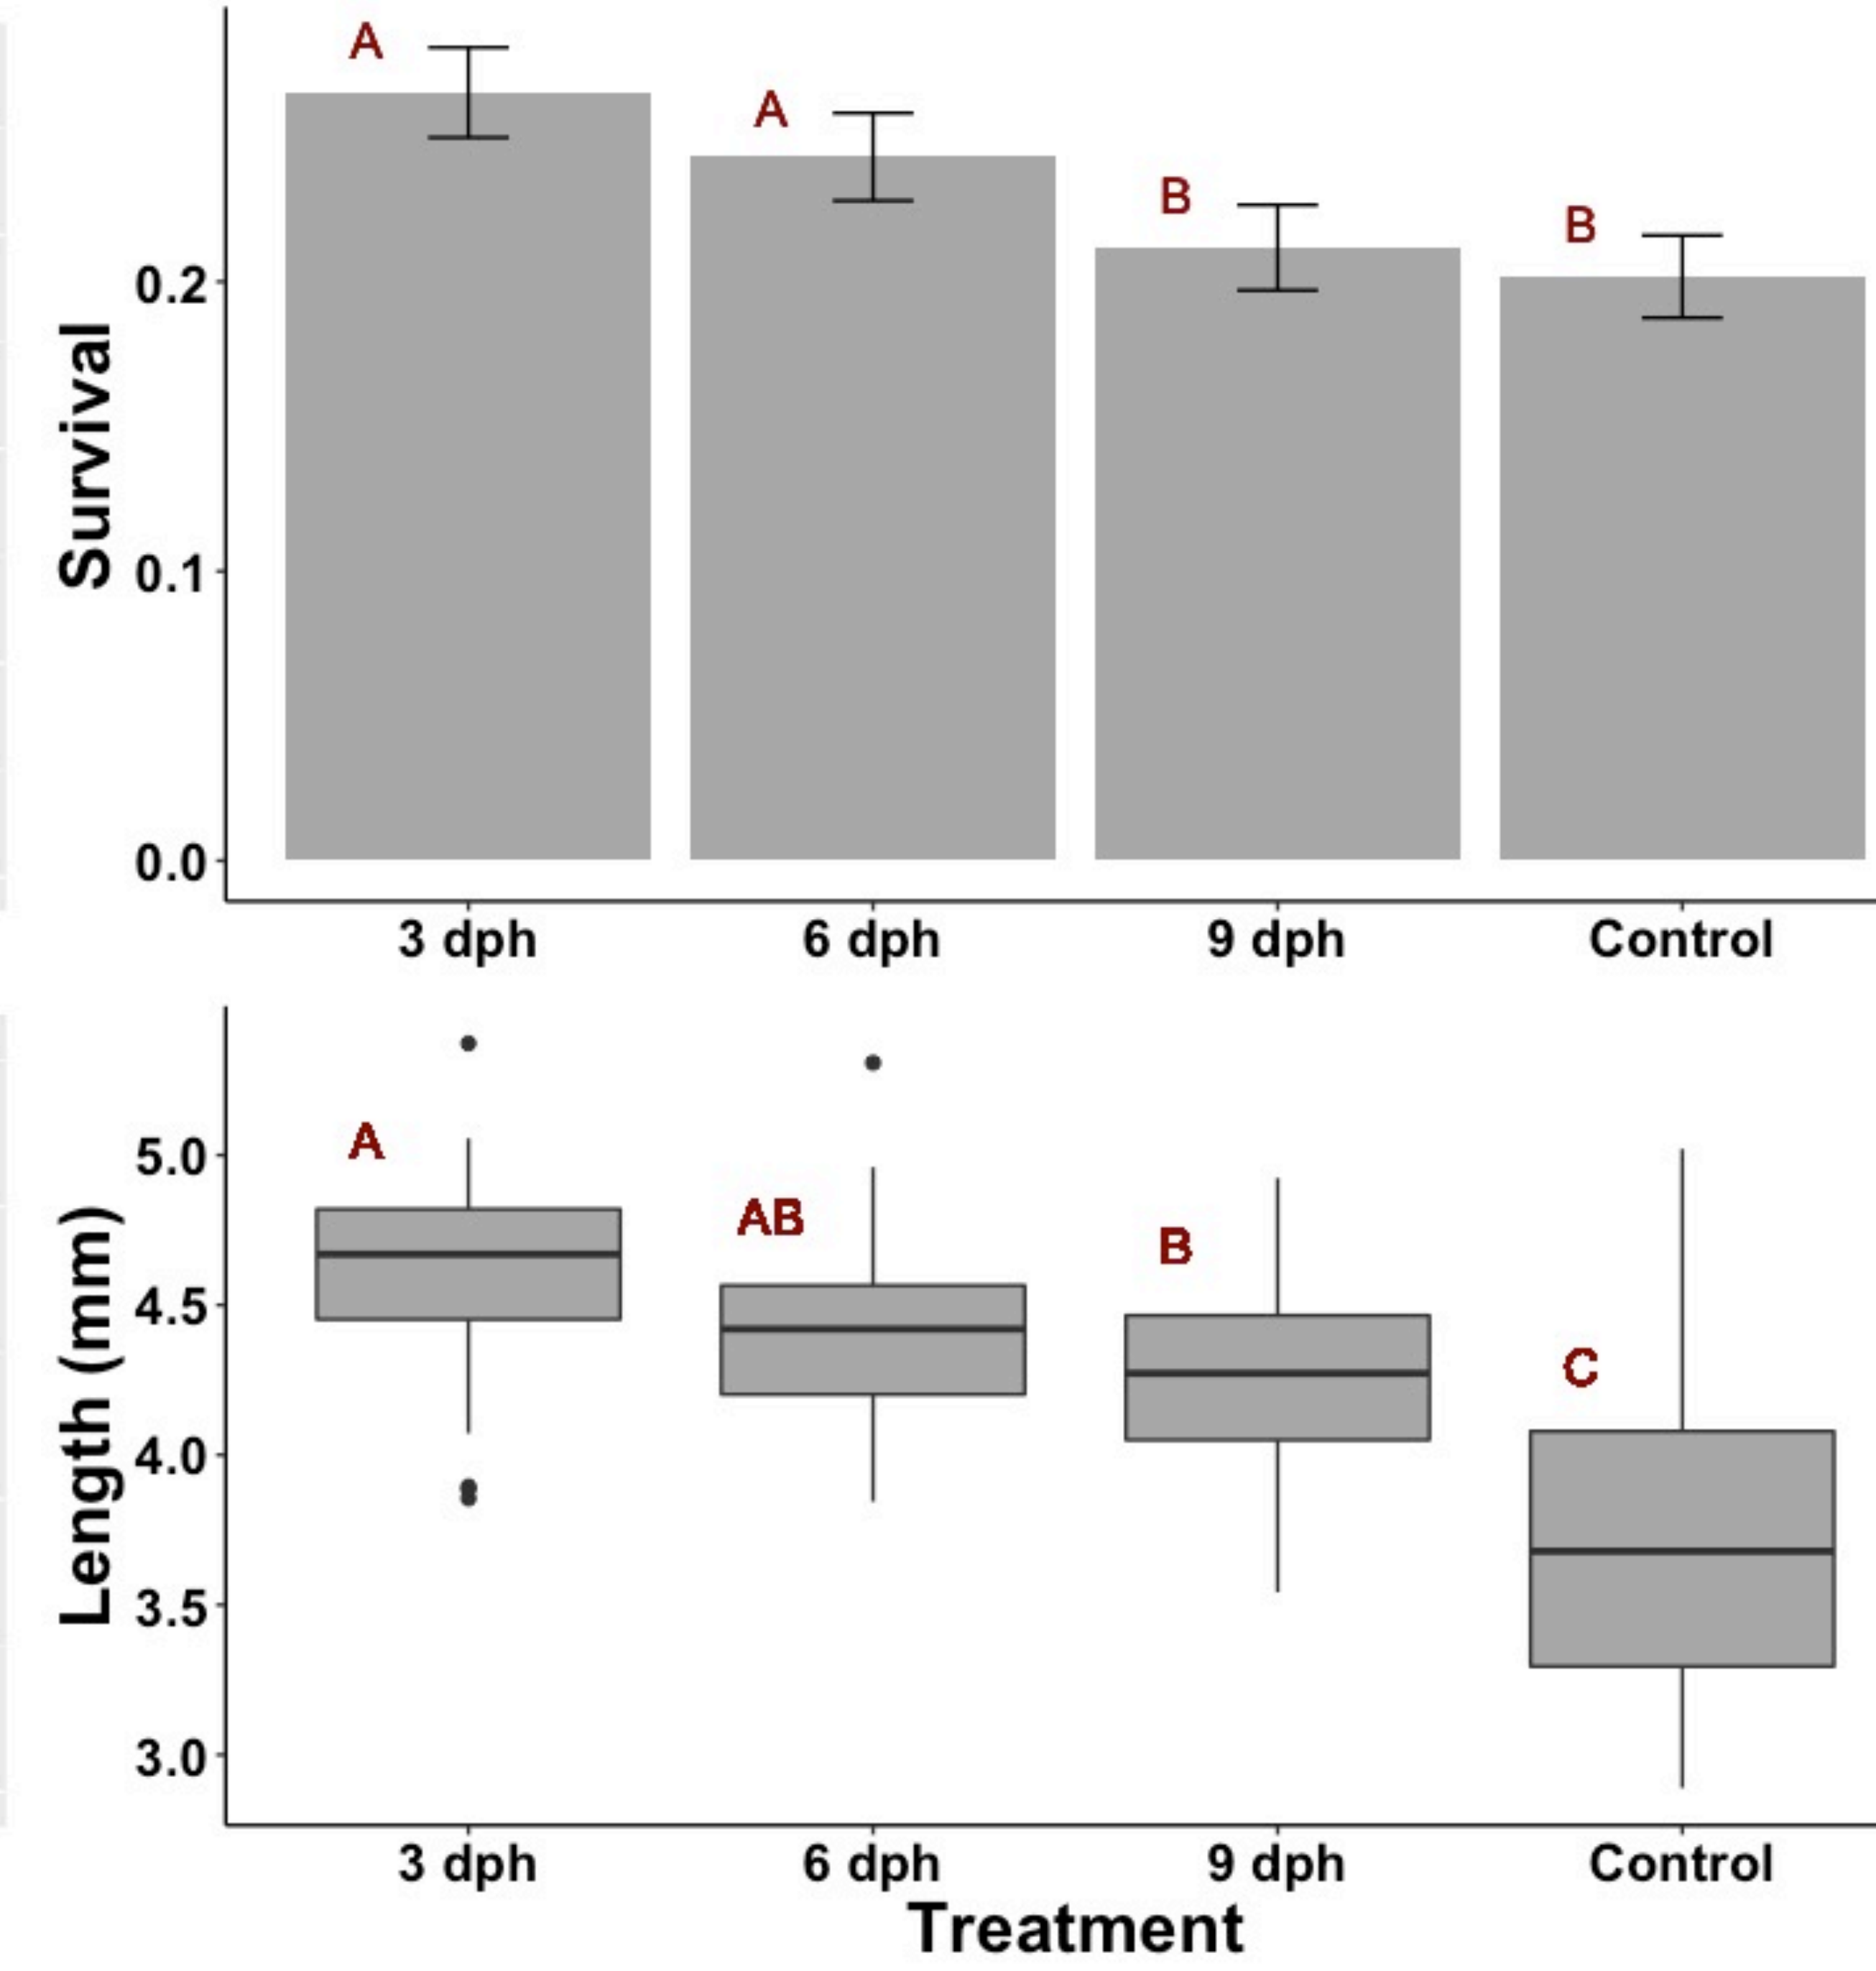 A
A
B
B
0.2
0.1
0.0
Survival
3 dph 6 dph 9 dph Control
A
AB
B
C
5.0
4.5
4.0
3.5
3.0
Length (mm)
3 dph 6 dph 9 dph Control
Treatment